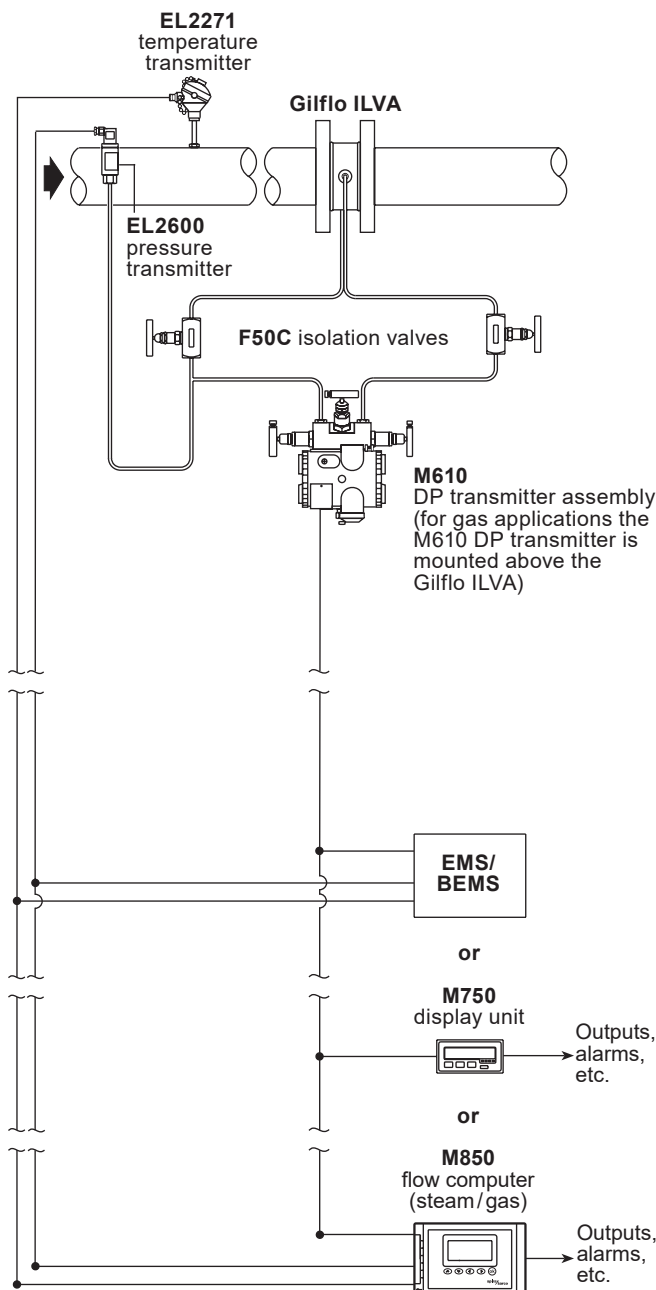 EL2271
temperature
transmitter
Gilflo ILVA
EL2600
pressure
transmitter
F50C isolation valves
M610
DP transmitter assembly
(for gas applications the
M610 DP transmitter is
mounted above the
Gilflo ILVA)
EMS/
BEMS
or
M750
display unit
Outputs,
alarms,
etc.
or
M850
flow computer
(steam/gas)
Outputs,
alarms,
etc.